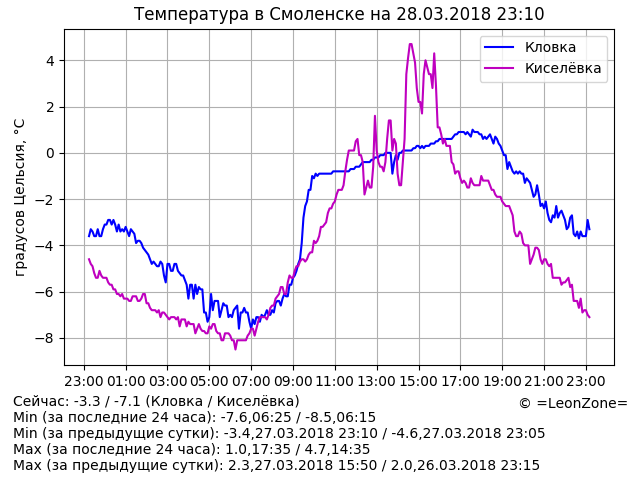 Температура в Смоленске на 28.03.2018 23:10
Кловка
Киселёвка
градусов Цельсия, °C
4
2
0
−2
−4
−6
−8
23:00 01:00 03:00 05:00 07:00 09:00 11:00 13:00 15:00 17:00 19:00 21:00 23:00
Сейчас: -3.3 / -7.1 (Кловка / Киселёвка)
© =LeonZone=
Min (за последние 24 часа): -7.6,06:25 / -8.5,06:15
Min (за предыдущие сутки): -3.4,27.03.2018 23:10 / -4.6,27.03.2018 23:05
Max (за последние 24 часа): 1.0,17:35 / 4.7,14:35
Max (за предыдущие сутки): 2.3,27.03.2018 15:50 / 2.0,26.03.2018 23:15